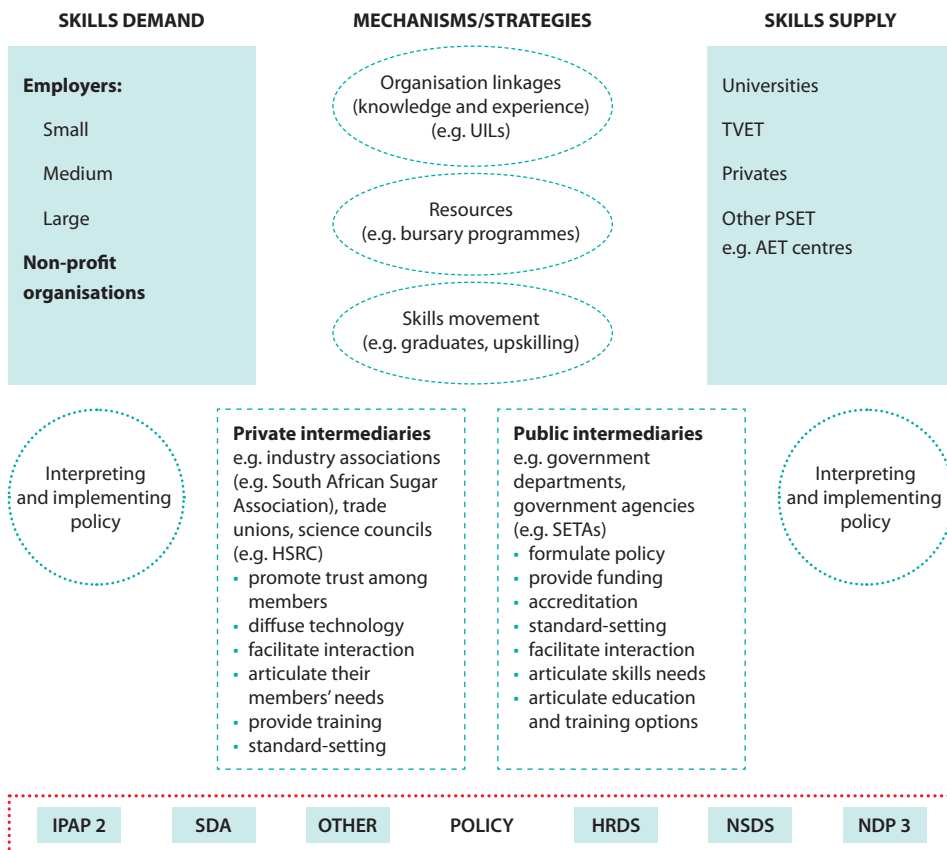 SKILLS DEMAND
MECHANISMS/STRATEGIES
SKILLS SUPPLY
Employers:
Small
Medium
Large
Non-profit
organisations
Organisation linkages
(knowledge and experience)
(e.g. UILs)
Resources
(e.g. bursary programmes)
Skills movement
(e.g. graduates, upskilling)
Universities
TVET
Privates
Other PSET
e.g. AET centres
Interpreting
and implementing
policy
Private intermediaries
e.g. industry associations
(e.g. South African Sugar
Association), trade
unions, science councils
(e.g. HSRC)
• promote trust among
members
• diffuse technology
• facilitate interaction
• articulate their
members’ needs
• provide training
• standard-setting
Public intermediaries
e.g. government
departments,
government agencies
(e.g. SETAs)
• formulate policy
• provide funding
• accreditation
• standard-setting
• facilitate interaction
• articulate skills needs
• articulate education
and training options
Interpreting
and implementing
policy
IPAP 2
SDA
OTHER
POLICY
HRDS
NSDS
NDP 3